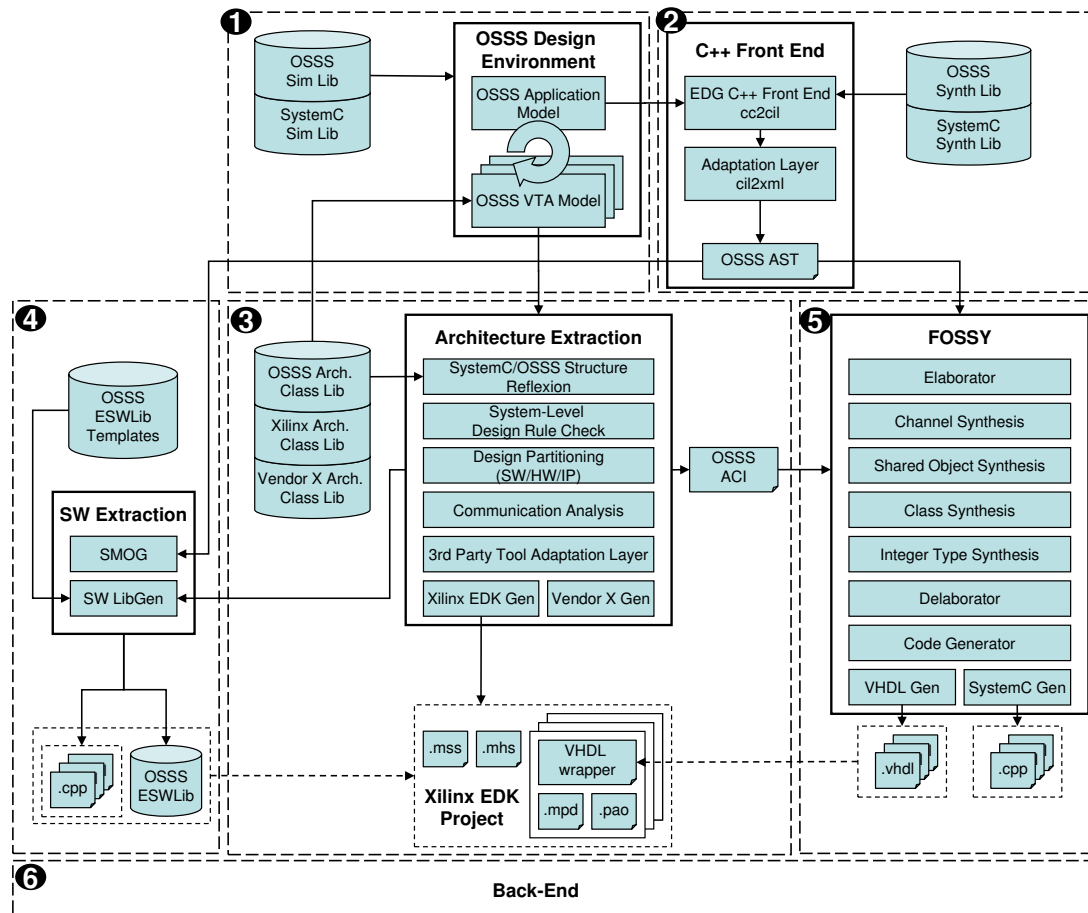 1
OSSS
Sim Lib
SystemC
Sim Lib
OSSS Design
Environment
OSSS Application
Model
OSSS VTA Model
2
C++ Front End
EDG C++ Front End
cc2cil
Adaptation Layer
cil2xml
OSSS AST
OSSS
Synth Lib
SystemC
Synth Lib
4
OSSS
ESWLib
Templates
SW Extraction
SMOG
SW LibGen
.cpp
OSSS
ESWLib
3
OSSS Arch.
Class Lib
Xilinx Arch.
Class Lib
Vendor X Arch.
Class Lib
Architecture Extraction
SystemC/OSSS Structure
Reflexion
System-Level
Design Rule Check
Design Partitioning
(SW/HW/IP)
Communication Analysis
3rd Party Tool Adaptation Layer
Xilinx EDK Gen
Vendor X Gen
OSSS
ACI
.mss
.mhs
Xilinx EDK
Project
VHDL
wrapper
.mpd
.pao
5
FOSSY
Elaborator
Channel Synthesis
Shared Object Synthesis
Class Synthesis
Integer Type Synthesis
Delaborator
Code Generator
VHDL Gen
SystemC Gen
.vhdl
.cpp
6
Back-End